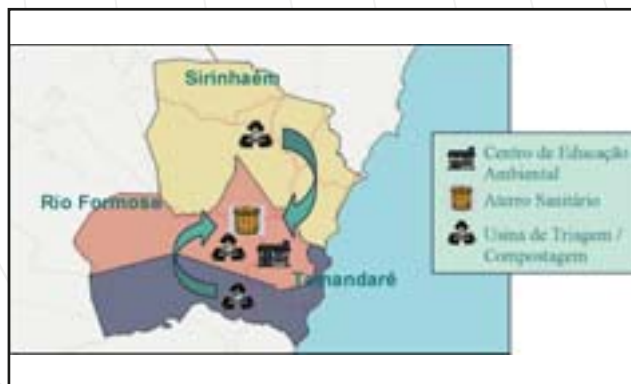 Sirinhaém
Rio Formoso
Tamandaré
Centro de Educação
Ambiental
Aterro Sanitário
Usina de Triagem /
Compostagem